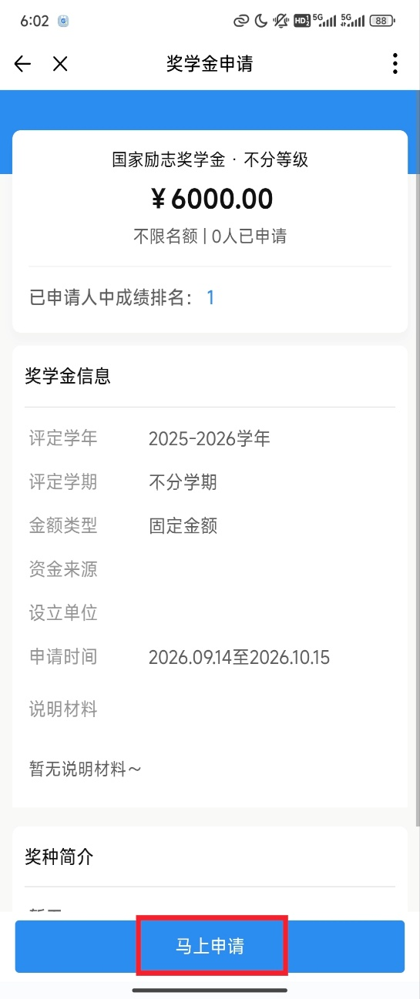 6:02
HD 5G 5G 88
奖学金申请
国家励志奖学金 · 不分等级
¥6000.00
不限名额 | 0人已申请
已申请人中成绩排名： 1
奖学金信息
评定学年 2025-2026学年
评定学期 不分学期
金额类型 固定金额
资金来源
设立单位
申请时间 2026.09.14至2026.10.15
说明材料
暂无说明材料～
奖种简介
马上申请